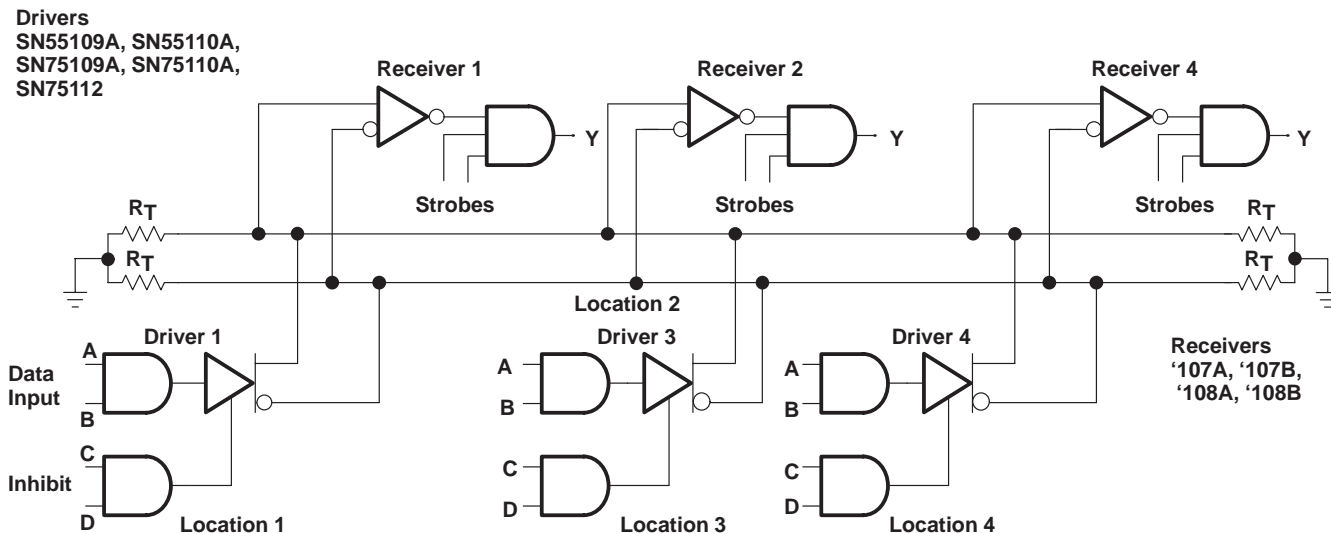 Drivers
SN55109A, SN55110A,
SN75109A, SN75110A,
SN75112
Receiver 1
Receiver 2
Receiver 4
Y
Y
Y
Strobes
Strobes
Strobes
RT
RT
RT
RT
Location 2
Driver 1
Driver 3
Driver 4
Receivers
‘107A, ‘107B,
‘108A, ‘108B
Data
Input
A
B
A
B
A
B
Inhibit
C
D
C
D
C
D
Location 1
Location 3
Location 4